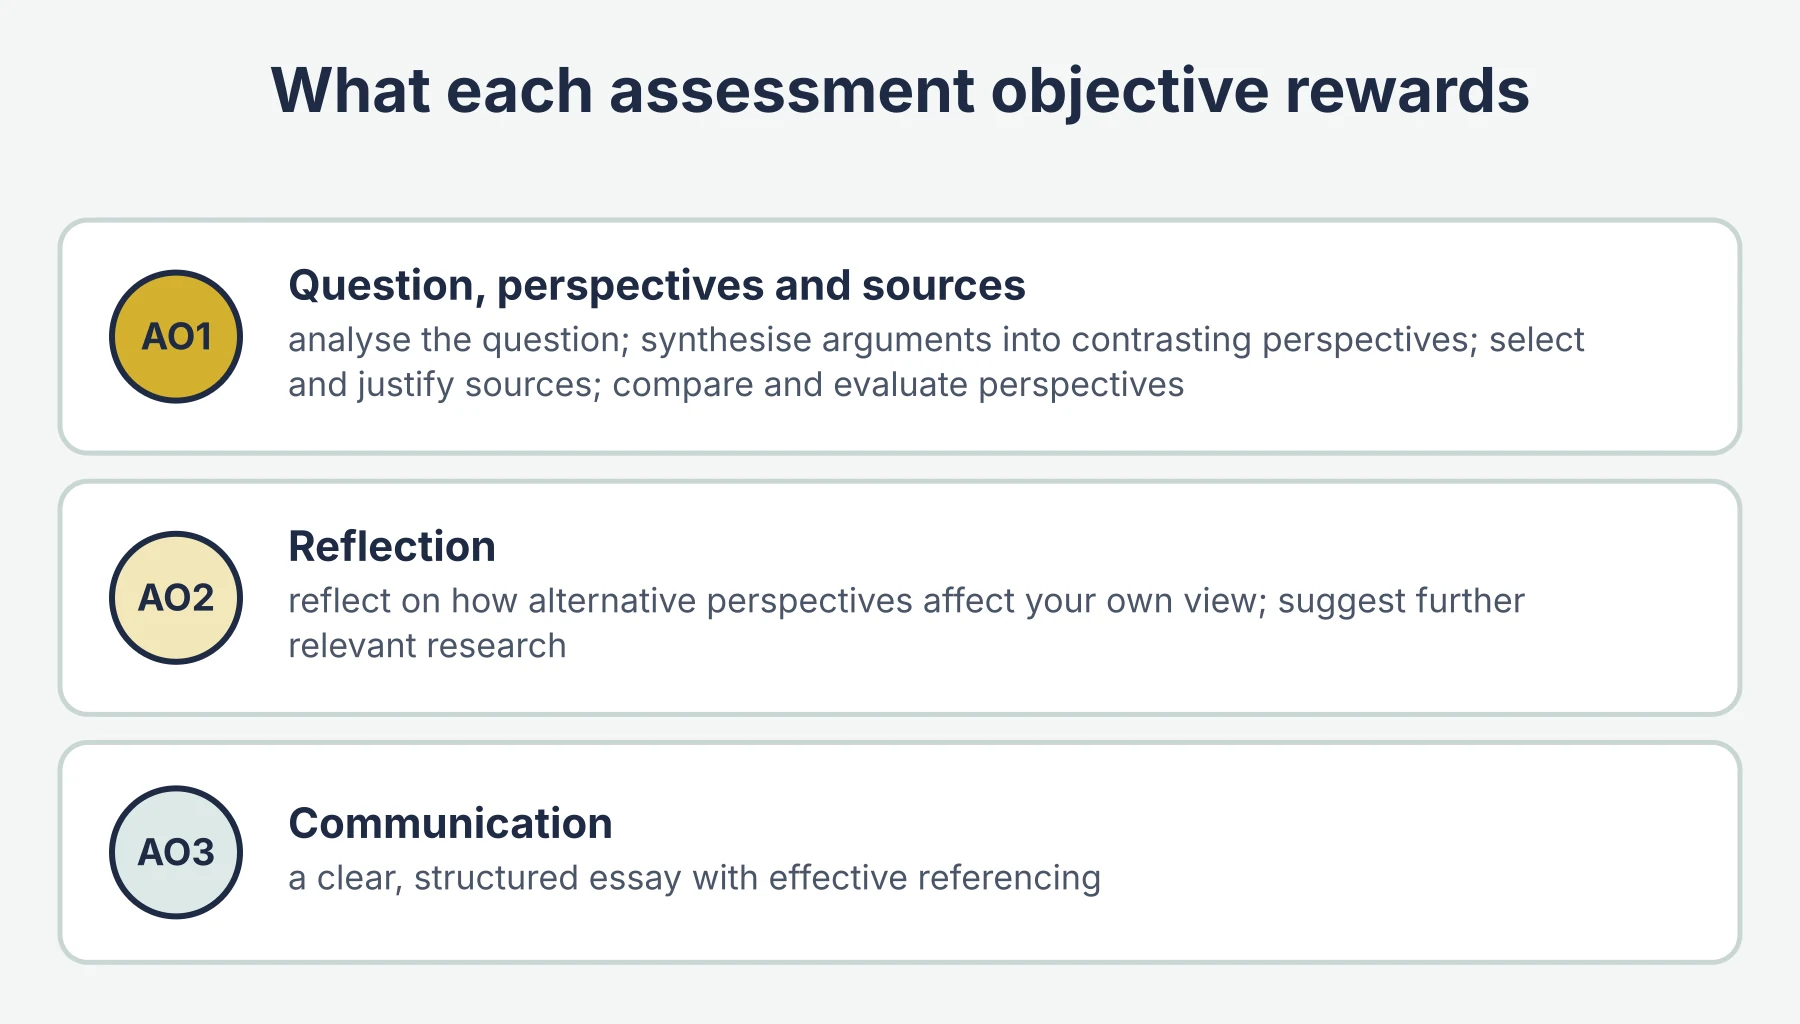 What each assessment objective rewards
AO1
Question, perspectives and sources
analyse the question; synthesise arguments into contrasting perspectives; select
and justify sources; compare and evaluate perspectives
AO2
Reflection
reflect on how alternative perspectives affect your own view; suggest further
relevant research
AO3
Communication
a clear, structured essay with effective referencing